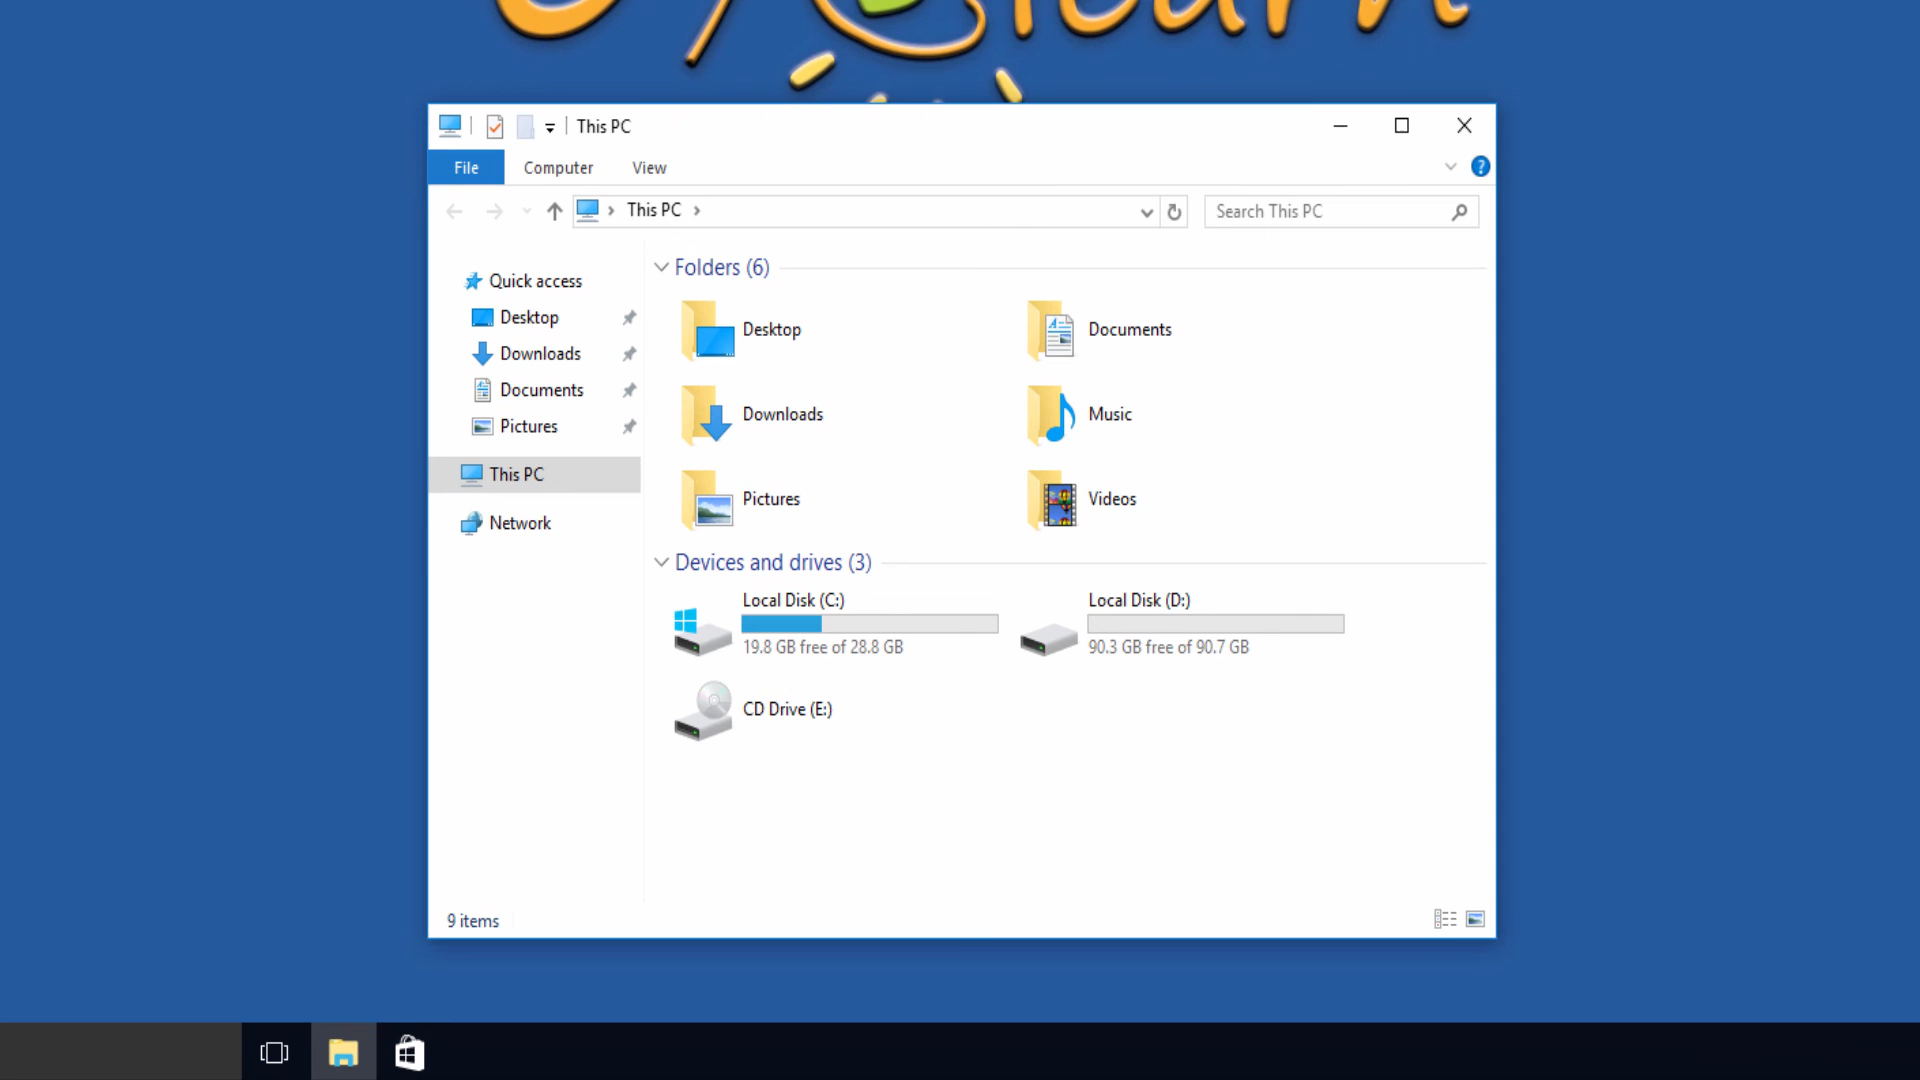 learn
This PC
File Computer View
This PC
Search This PC
Quick access
Desktop
Downloads
Documents
Pictures
This PC
Network
Folders (6)
Desktop
Documents
Downloads
Music
Pictures
Videos
Devices and drives (3)
Local Disk (C:)
19.8 GB free of 28.8 GB
Local Disk (D:)
90.3 GB free of 90.7 GB
CD Drive (E:)
9 items